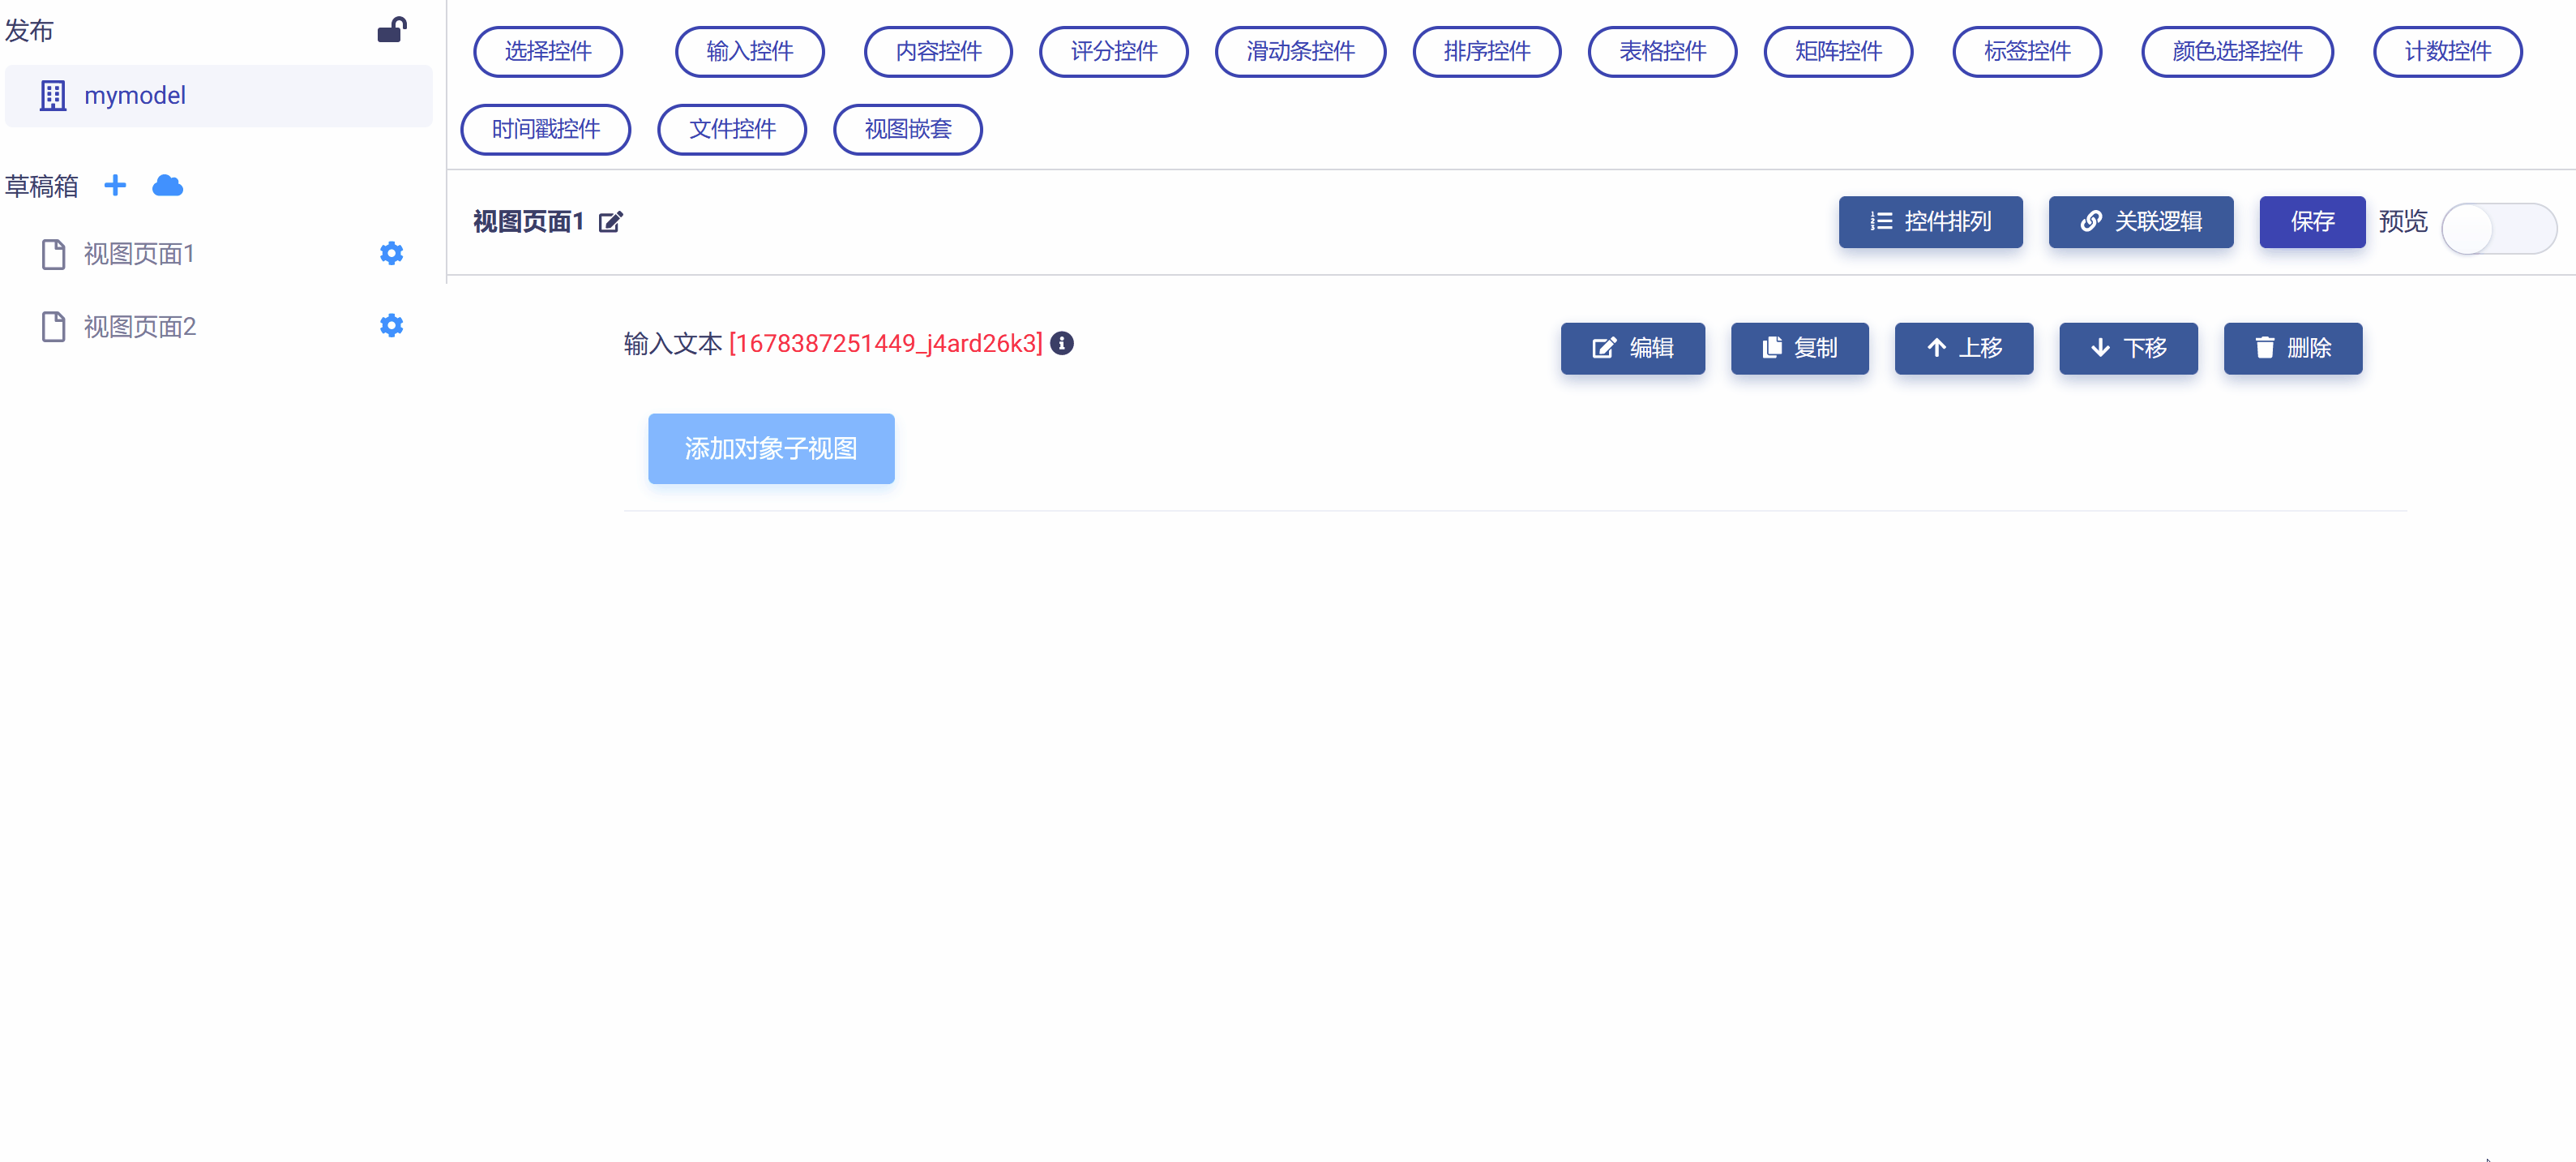 发布
mymodel
草稿箱
视图页面1
视图页面2
选择控件 输入控件 内容控件 评分控件 滑动条控件 排序控件 表格控件 矩阵控件 标签控件 颜色选择控件 计数控件
时间戳控件 文件控件 视图嵌套
视图页面1 控件排列 关联逻辑 保存 预览
输入文本 [1678387251449_j4ard26k3] 编辑 复制 上移 下移 删除
添加对象子视图